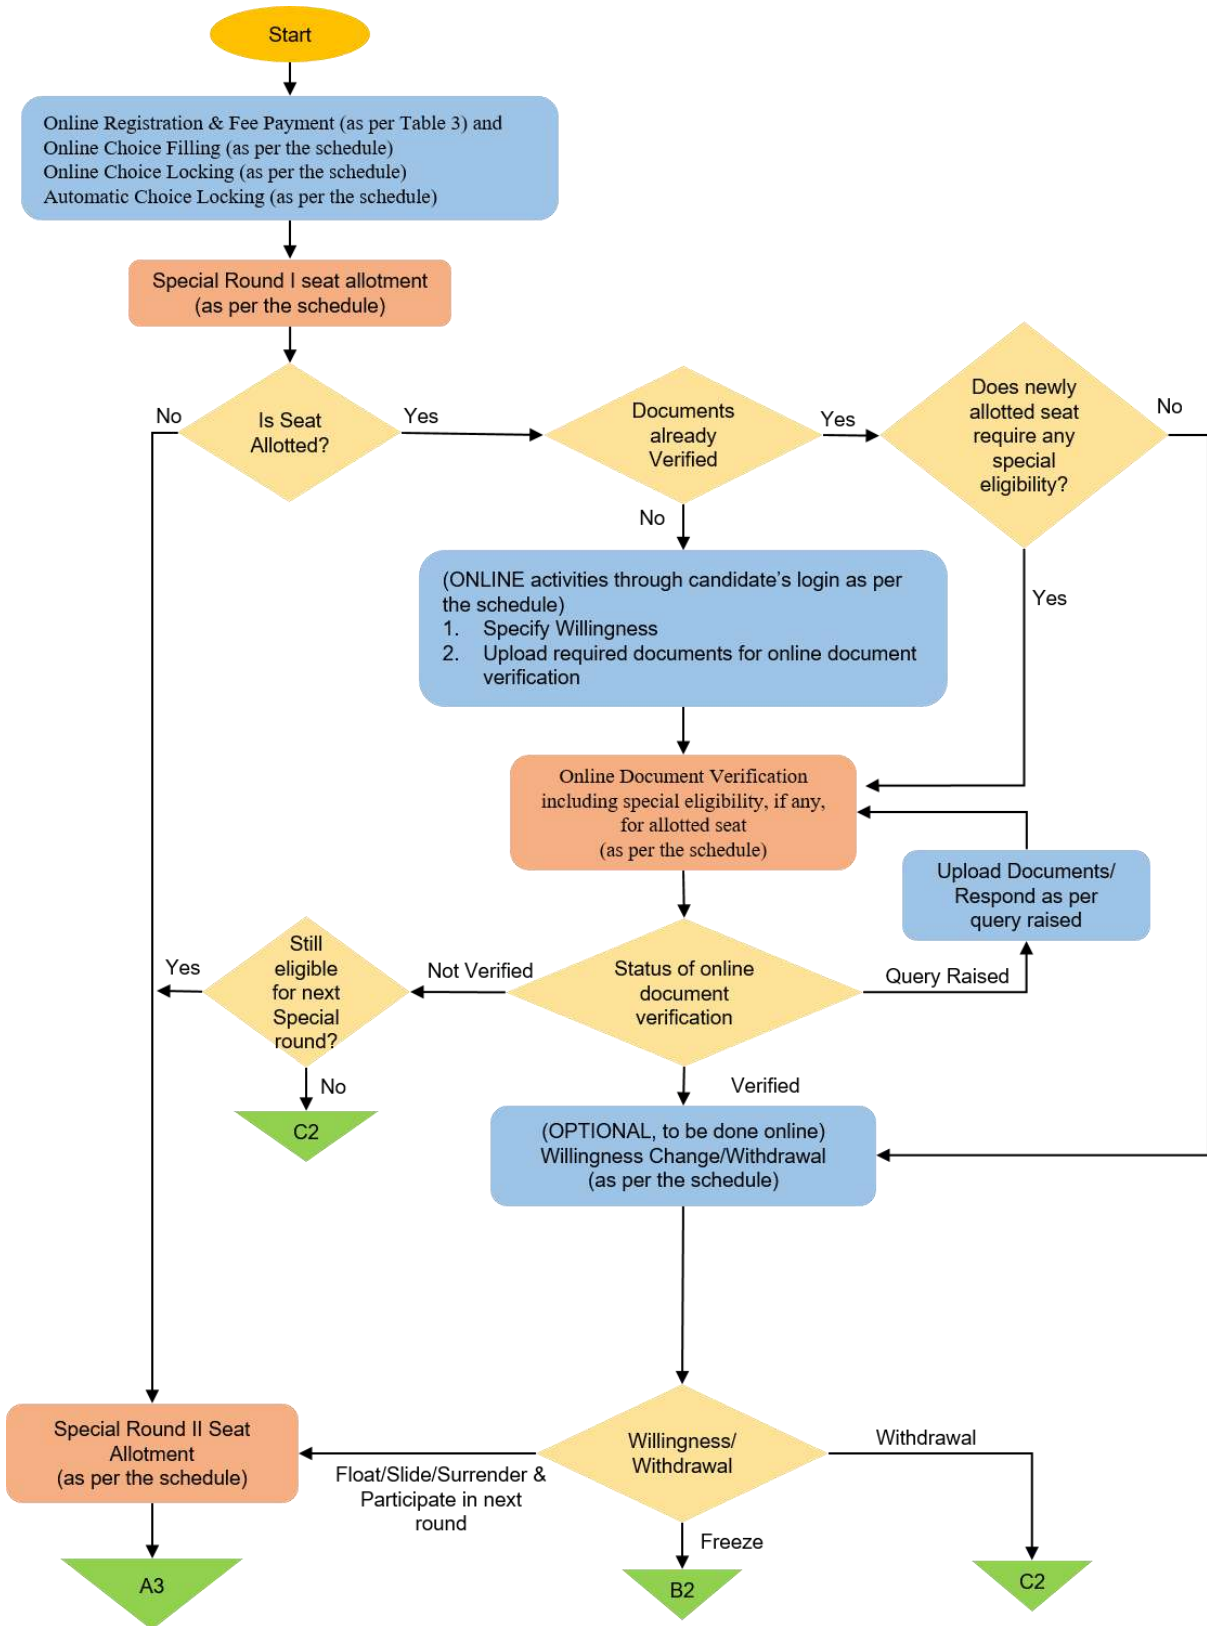 Start
Online Registration & Fee Payment (as per Table 3) and
Online Choice Filling (as per the schedule)
Online Choice Locking (as per the schedule)
Automatic Choice Locking (as per the schedule)
Special Round I seat allotment
(as per the schedule)
Is Seat
Allotted?
No
Yes
Documents
already
Verified
Yes
No
Does newly
allotted seat
require any
special
eligibility?
No
Yes
(ONLINE activities through candidate's login as per
the schedule)
1. Specify Willingness
2. Upload required documents for online document
verification
Online Document Verification
including special eligibility, if any,
for allotted seat
(as per the schedule)
Upload Documents/
Respond as per
query raised
Status of online
document
verification
Query Raised
Not Verified
Verified
Still
eligible
for next
Special
round?
Yes
No
C2
(OPTIONAL, to be done online)
Willingness Change/Withdrawal
(as per the schedule)
Willingness/
Withdrawal
Withdrawal
C2
Freeze
B2
Float/Slide/Surrender &
Participate in next
round
Special Round II Seat
Allotment
(as per the schedule)
A3